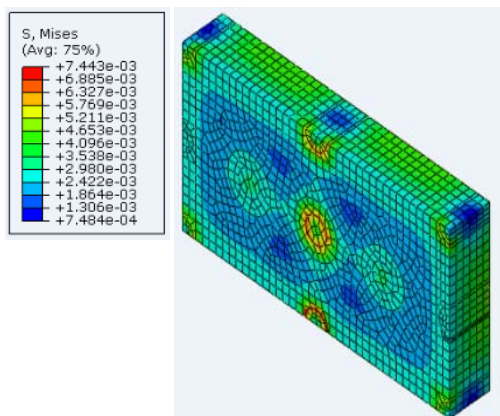 S, Mises
(Avg: 75%)
+7.443e-03
+6.885e-03
+6.327e-03
+5.769e-03
+5.211e-03
+4.653e-03
+4.096e-03
+3.538e-03
+2.980e-03
+2.422e-03
+1.864e-03
+1.306e-03
+7.484e-04